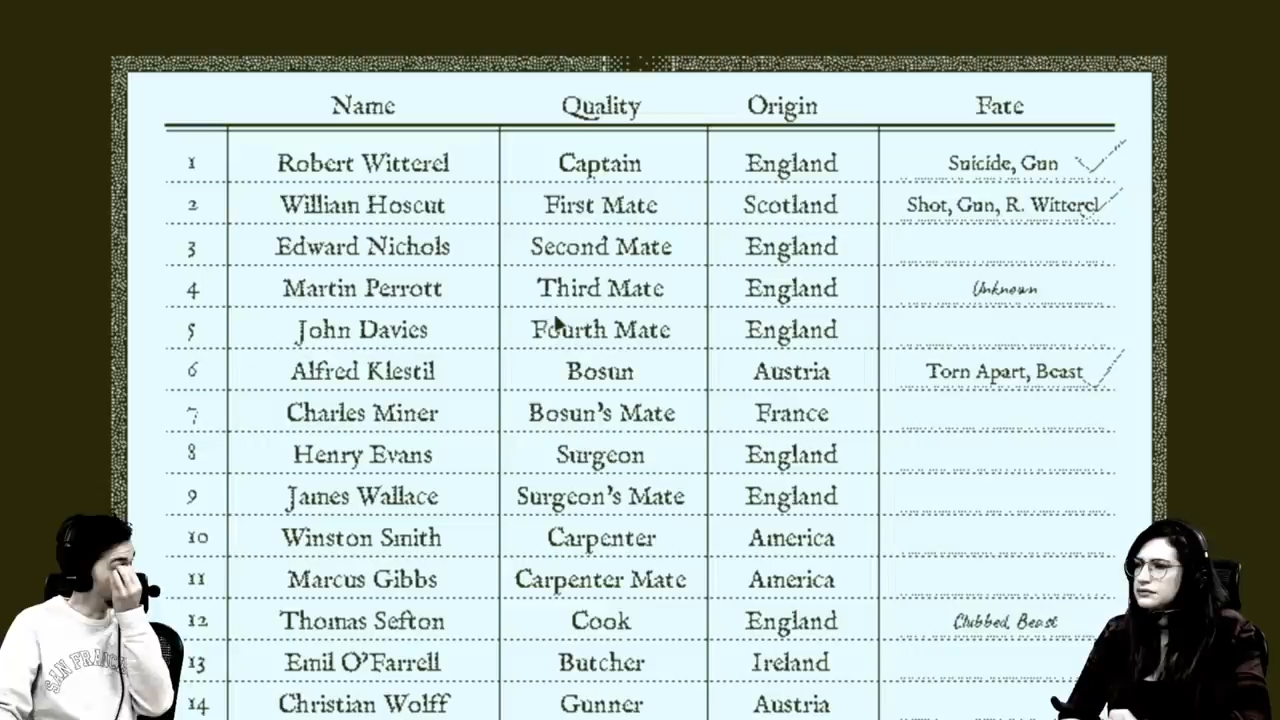 Name Quality Origin Fate
1 Robert Witterel Captain England Suicide, Gun
2 William Hoscut First Mate Scotland Shot, Gun, R. Witterel
3 Edward Nichols Second Mate England
4 Martin Perrott Third Mate England Unknown
5 John Davies Fourth Mate England
6 Alfred Klestil Bosun Austria Torn Apart, Beast
7 Charles Miner Bosun's Mate France
8 Henry Evans Surgeon England
9 James Wallace Surgeon's Mate England
10 Winston Smith Carpenter America
11 Marcus Gibbs Carpenter Mate America
12 Thomas Sefton Cook England Clubbed, Beast
13 Emil O'Farrell Butcher Ireland
14 Christian Wolff Gunner Austria
SAN FRANCI